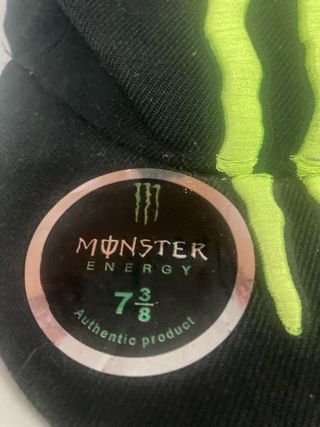 MONSTER
ENERGY
7 3/8
Authentic product